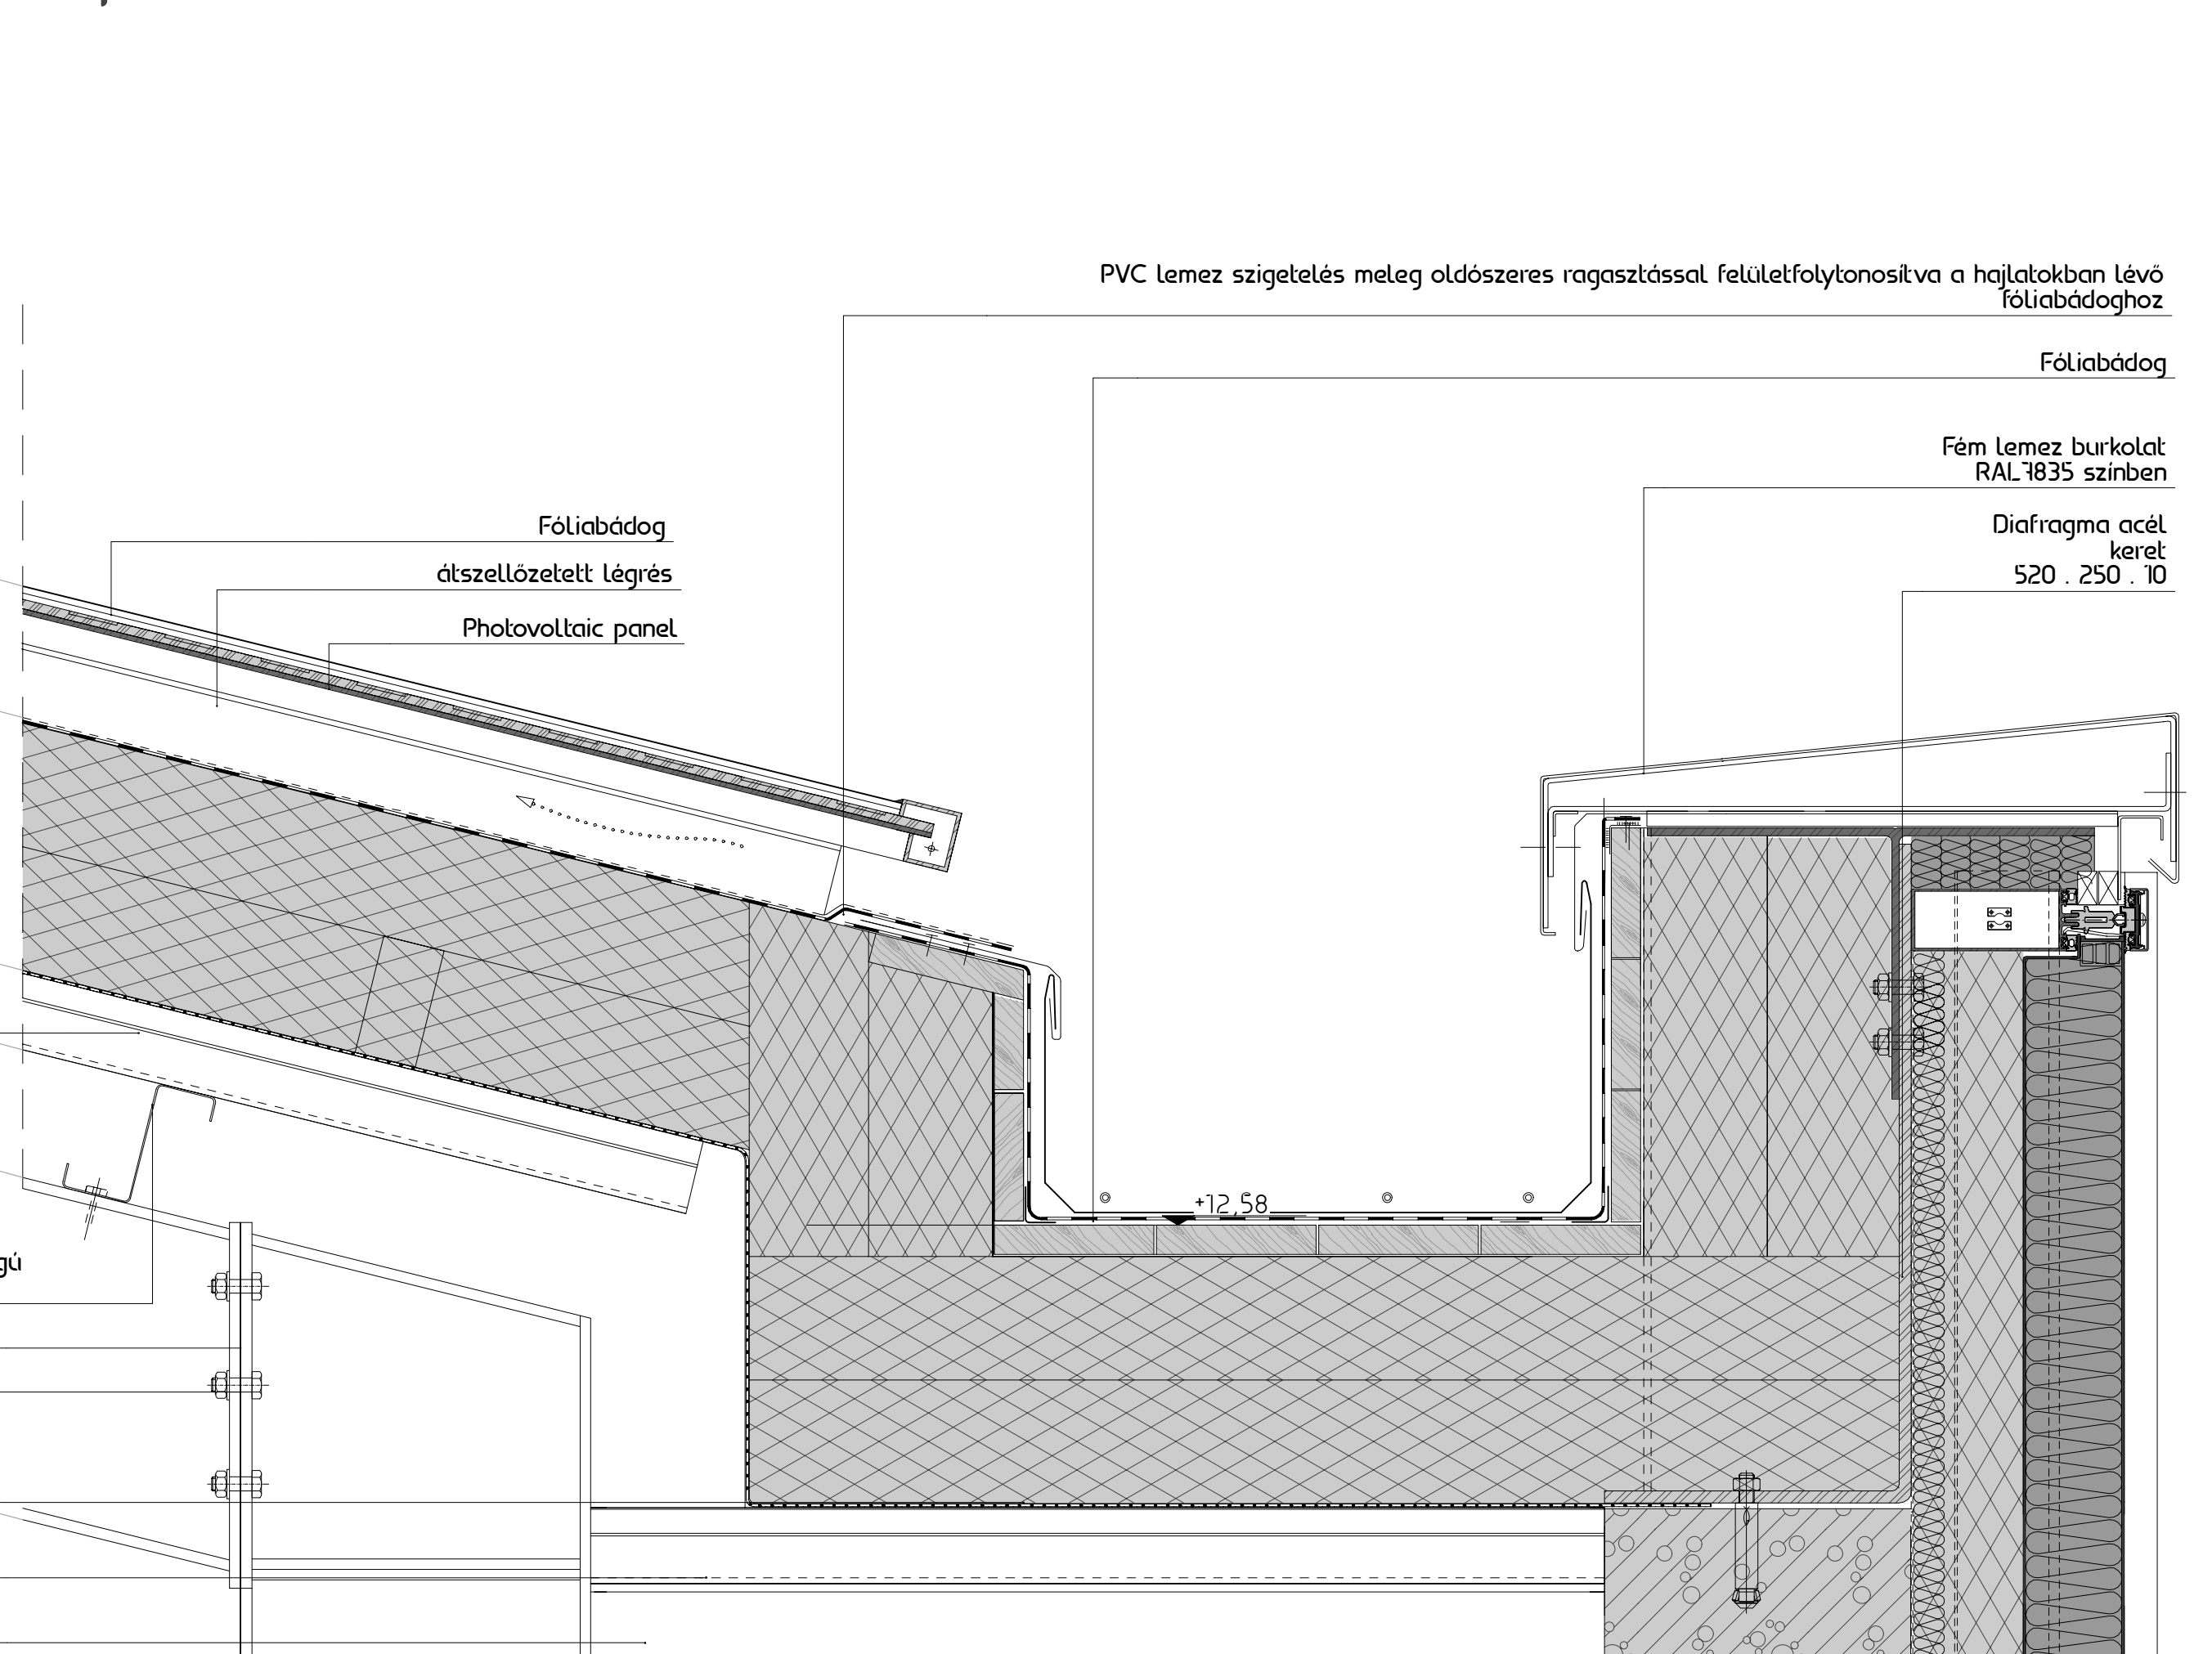 PVC lemez szigetelés meleg oldószeres ragasztással felületfolytonosítva a hajlatokban lévő
fóliabádoghoz
Fóliabádog
Fém lemez burkolat
RAL7835 színben
Diafragma acél
keret
520 . 250 . 10
Fóliabádog
átszellőzetett légrés
Photovoltaic panel
+12,58
gú